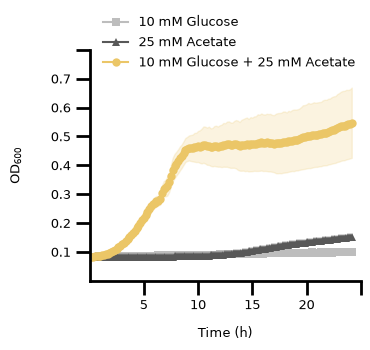 10 mM Glucose
25 mM Acetate
10 mM Glucose + 25 mM Acetate
0.7
0.6
0.5
0.4
0.3
0.2
0.1
OD₆₀₀
5 10 15 20
Time (h)